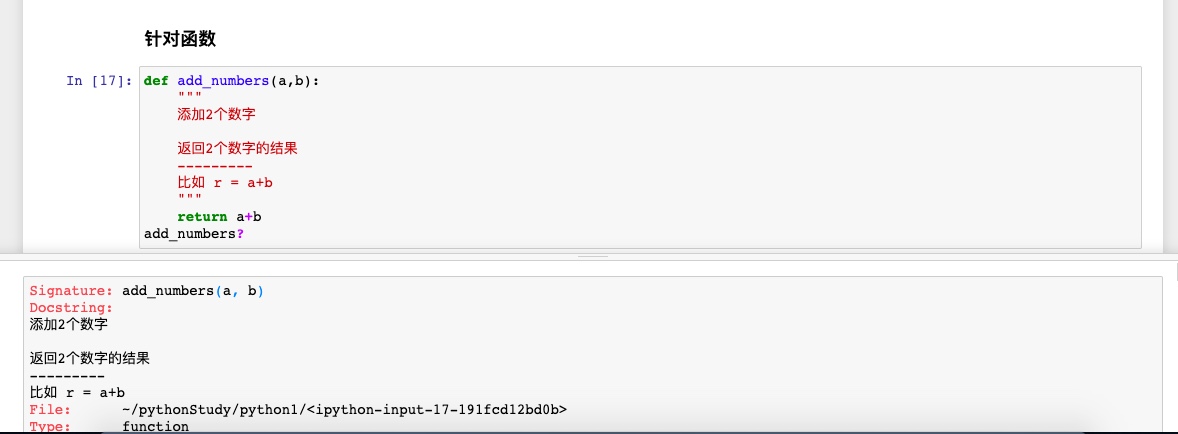 针对函数
In [17]: def add_numbers(a,b):
"""
添加2个数字
返回2个数字的结果
---------
比如 r = a+b
"""
return a+b
add_numbers?
Signature: add_numbers(a, b)
Docstring:
添加2个数字
返回2个数字的结果
---------
比如 r = a+b
File: ~/pythonStudy/python1/<ipython-input-17-191fcd12bd0b>
Type: function